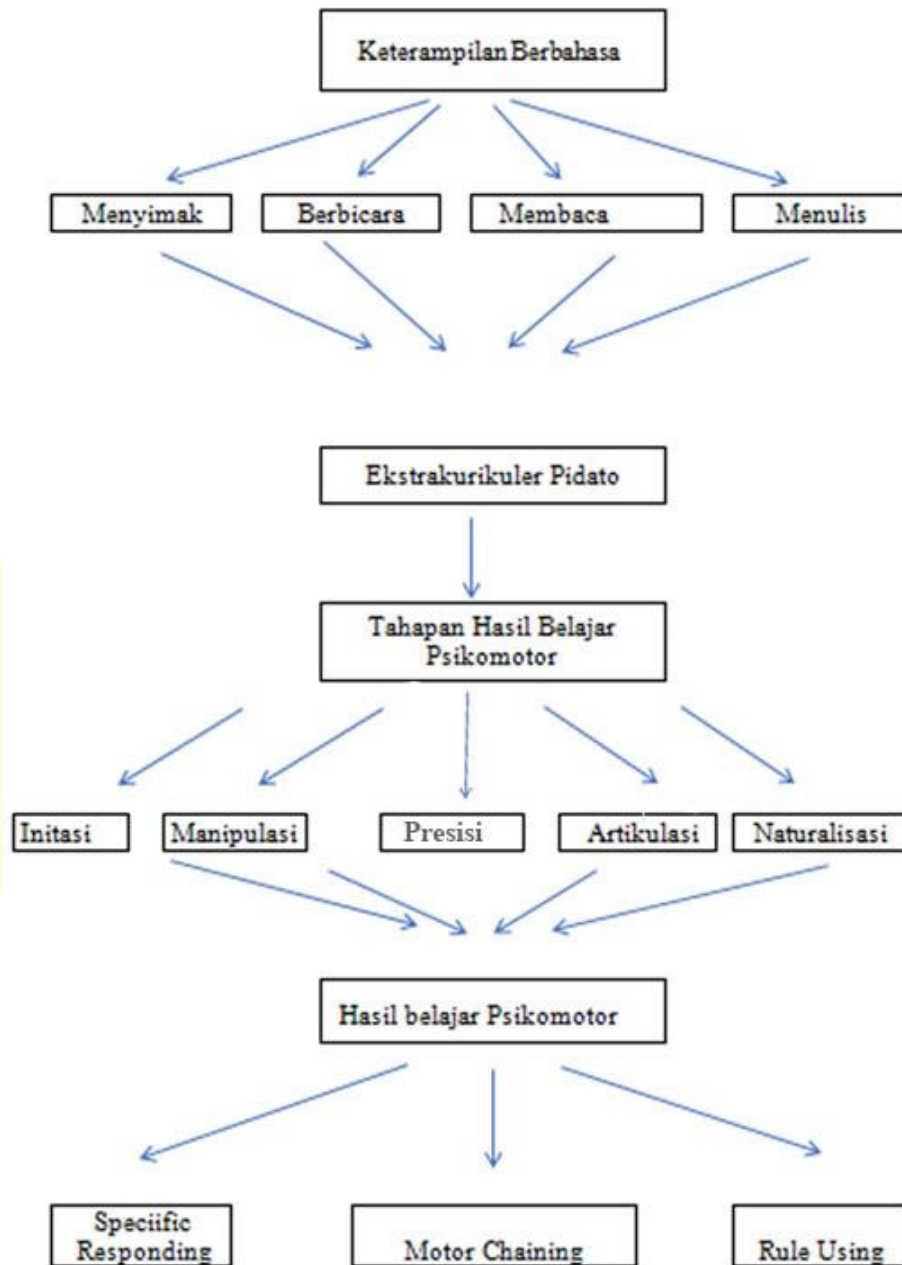 Keterampilan Berbahasa
Menyimak
Berbicara
Membaca
Menulis
Ekstrakurikuler Pidato
Tahapan Hasil Belajar
Psikomotor
Initasi
Manipulasi
Presisi
Artikulasi
Naturalisasi
Hasil belajar Psikomotor
Speciific
Responding
Motor Chaining
Rule Using